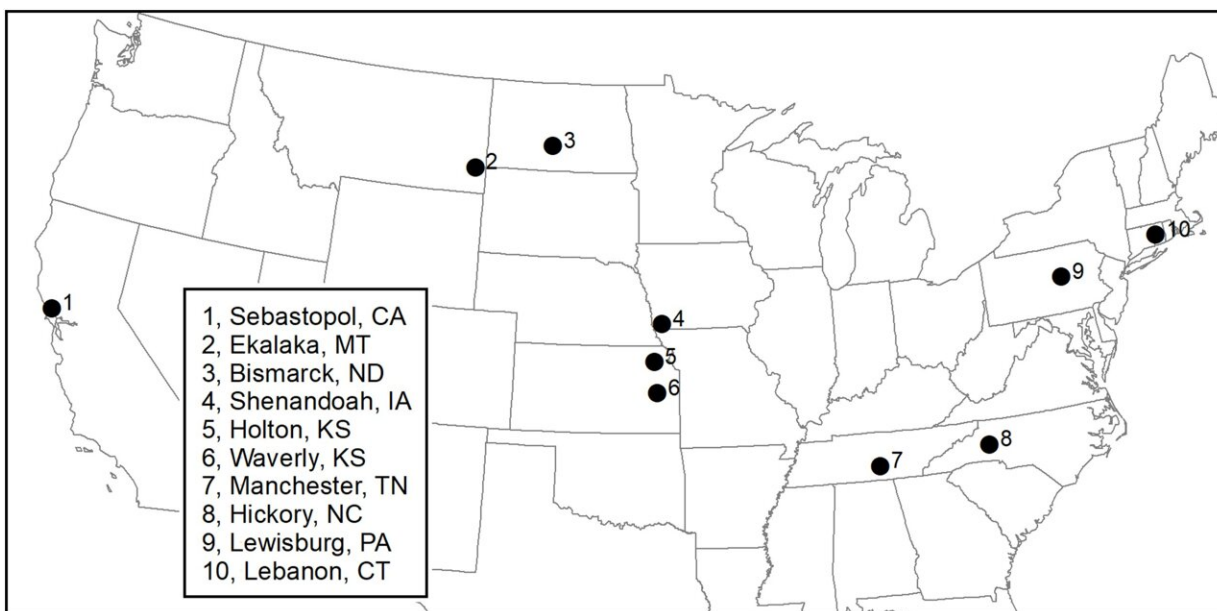 3
2
10
9
1
4
5
6
8
7
1, Sebastopol, CA
2, Ekalaka, MT
3, Bismarck, ND
4, Shenandoah, IA
5, Holton, KS
6, Waverly, KS
7, Manchester, TN
8, Hickory, NC
9, Lewisburg, PA
10, Lebanon, CT